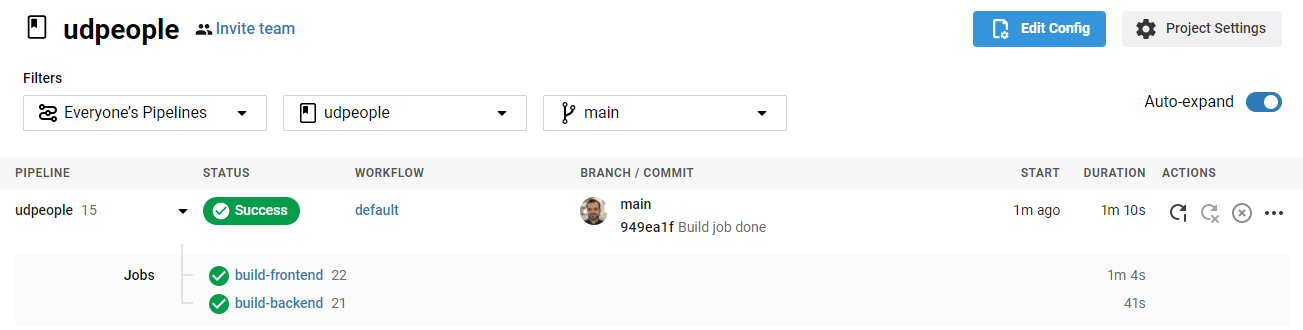 udpeople Invite team Edit Config Project Settings
Filters
Everyone's Pipelines udpeople main Auto-expand
PIPELINE STATUS WORKFLOW BRANCH / COMMIT START DURATION ACTIONS
udpeople 15 Success default main 1m ago 1m 10s
949ea1f Build job done
Jobs build-frontend 22 1m 4s
build-backend 21 41s